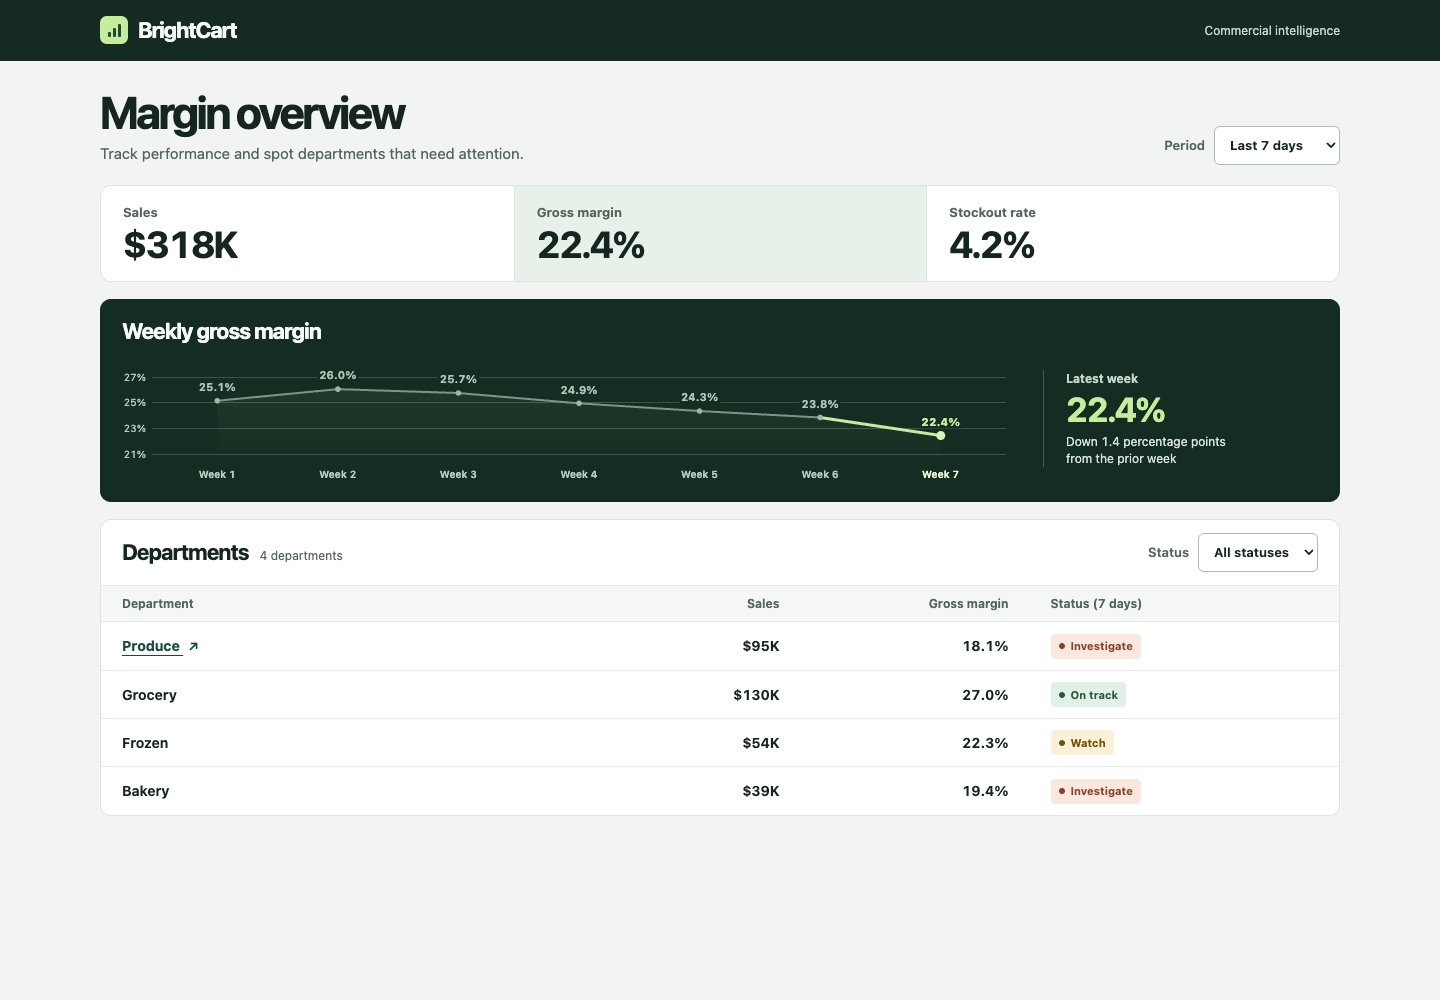 BrightCart
Commercial intelligence
Margin overview
Track performance and spot departments that need attention.
Period
Last 7 days
Sales
$318K
Gross margin
22.4%
Stockout rate
4.2%
Weekly gross margin
27%
25%
23%
21%
25.1%
26.0%
25.7%
24.9%
24.3%
23.8%
22.4%
Week 1
Week 2
Week 3
Week 4
Week 5
Week 6
Week 7
Latest week
22.4%
Down 1.4 percentage points
from the prior week
Departments 4 departments
Status
All statuses
Department Sales Gross margin Status (7 days)
Produce ↗ $95K 18.1% Investigate
Grocery $130K 27.0% On track
Frozen $54K 22.3% Watch
Bakery $39K 19.4% Investigate